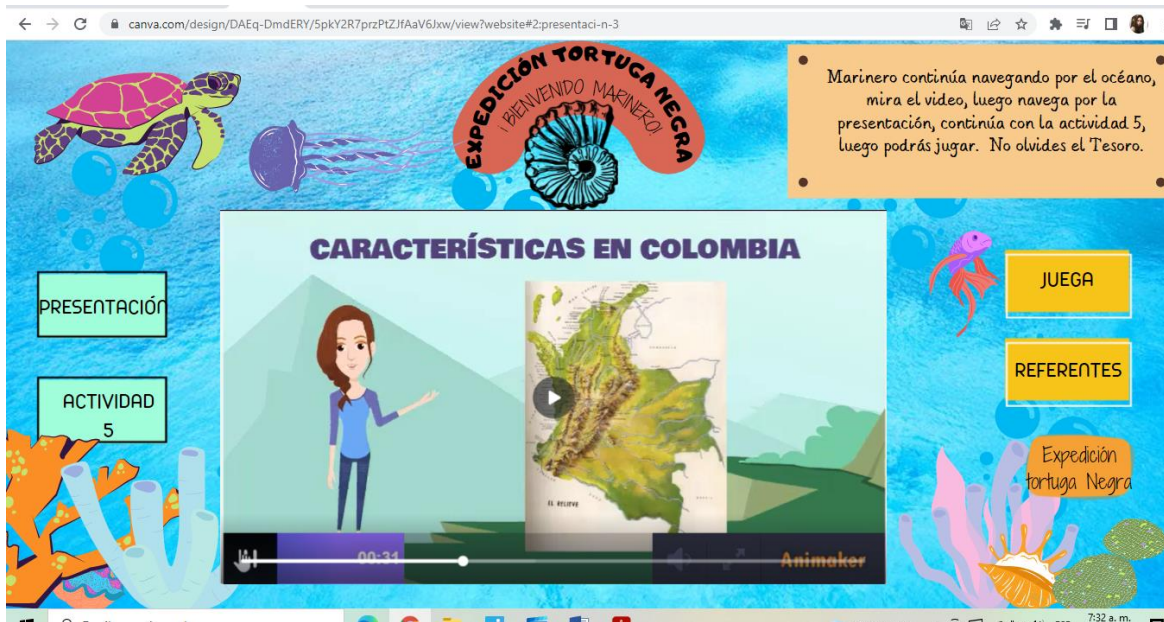 canva.com/design/DAEq-DmdERY/5pkY2R7przPtZJfAaV6Jxw/view?website#2:presentaci-n-3
EXPEDICIÓN TORTUGA NEGRA
¡BIENVENIDO MARINERO!
Marinero continúa navegando por el océano,
mira el video, luego navega por la
presentación, continúa con la actividad 5,
luego podrás jugar. No olvides el Tesoro.
CARACTERÍSTICAS EN COLOMBIA
PRESENTACIÓN
ACTIVIDAD
5
JUEGA
REFERENTES
Expedición
tortuga Negra
EL RELIEVE
00:31
Animaker
7:32 a. m.